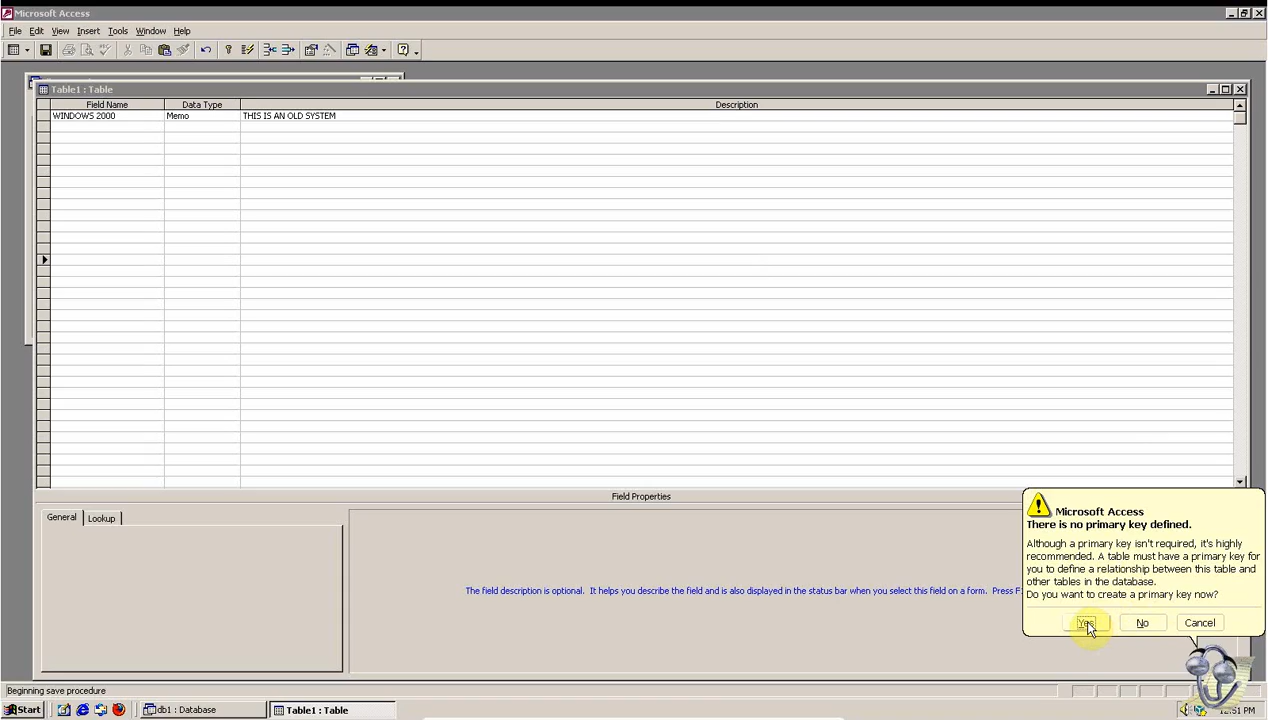 Microsoft Access
File Edit View Insert Tools Window Help
Table1 : Table
Field Name Data Type Description
WINDOWS 2000 Memo THIS IS AN OLD SYSTEM
Field Properties
General Lookup
The field description is optional. It helps you describe the field and is also displayed in the status bar when you select this field on a form. Press F
Microsoft Access
There is no primary key defined.
Although a primary key isn't required, it's highly
recommended. A table must have a primary key for
you to define a relationship between this table and
other tables in the database.
Do you want to create a primary key now?
Yes No Cancel
Beginning save procedure
Start db1 : Database Table1 : Table 12:51 PM